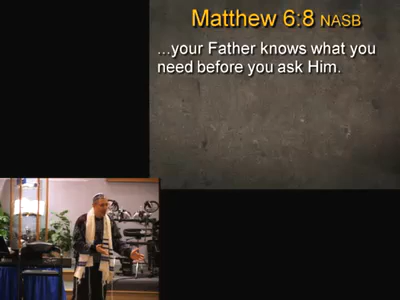 Matthew 6:8 NASB
...your Father knows what you
need before you ask Him.